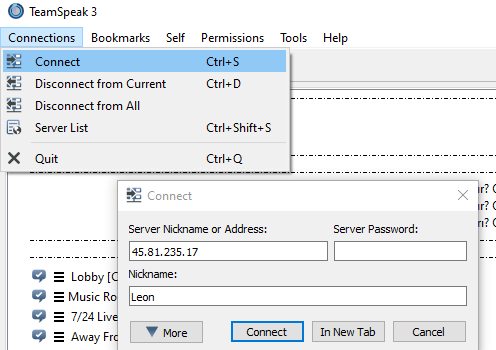 TeamSpeak 3
Connections Bookmarks Self Permissions Tools Help
Connect Ctrl+S
Disconnect from Current Ctrl+D
Disconnect from All
Server List Ctrl+Shift+S
Quit Ctrl+Q
Connect
Server Nickname or Address: Server Password:
45.81.235.17
Nickname:
Leon
More Connect In New Tab Cancel
Lobby [C
Music Ro
7/24 Live
Away Fro